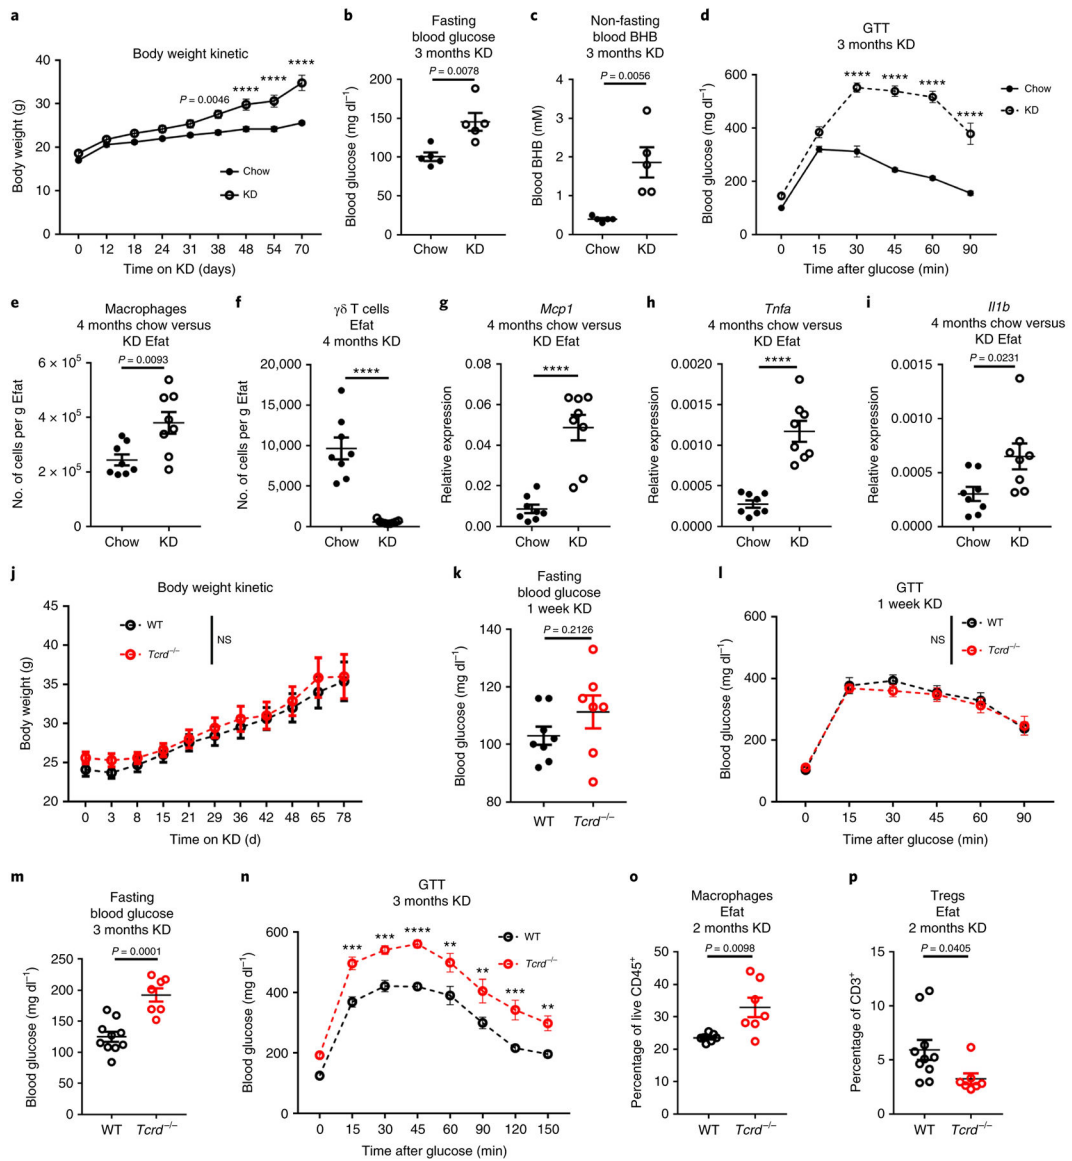 a
Body weight kinetic
Body weight (g)
40
30
20
10
0
P = 0.0046
****
****
****
Chow
KD
0 12 18 24 31 38 48 54 70
Time on KD (days)
b
Fasting
blood glucose
3 months KD
P = 0.0078
Blood glucose (mg dl⁻¹)
200
150
100
50
0
Chow KD
c
Non-fasting
blood BHB
3 months KD
P = 0.0056
Blood BHB (mM)
4
3
2
1
0
Chow KD
d
GTT
3 months KD
Blood glucose (mg dl⁻¹)
600
400
200
0
**** **** **** ****
Chow
KD
0 15 30 45 60 90
Time after glucose (min)
e
Macrophages
4 months chow versus
KD Efat
P = 0.0093
No. of cells per g Efat
6 × 10⁵
4 × 10⁵
2 × 10⁵
0
Chow KD
f
γδ T cells
Efat
4 months KD
****
No. of cells per g Efat
20,000
15,000
10,000
5,000
0
Chow KD
g
Mcp1
4 months chow versus
KD Efat
****
Relative expression
0.08
0.06
0.04
0.02
0.00
Chow KD
h
Tnfa
4 months chow versus
KD Efat
****
Relative expression
0.0020
0.0015
0.0010
0.0005
0.0000
Chow KD
i
Il1b
4 months chow versus
KD Efat
P = 0.0231
Relative expression
0.0015
0.0010
0.0005
0.0000
Chow KD
j
Body weight kinetic
Body weight (g)
45
40
35
30
25
20
WT
Tcrd⁻/⁻
NS
0 3 8 15 21 29 36 42 48 65 78
Time on KD (d)
k
Fasting
blood glucose
1 week KD
P = 0.2126
Blood glucose (mg dl⁻¹)
140
120
100
80
WT Tcrd⁻/⁻
l
GTT
1 week KD
Blood glucose (mg dl⁻¹)
600
400
200
0
NS
WT
Tcrd⁻/⁻
0 15 30 45 60 90
Time after glucose (min)
m
Fasting
blood glucose
3 months KD
P = 0.0001
Blood glucose (mg dl⁻¹)
250
200
150
100
50
0
WT Tcrd⁻/⁻
n
GTT
3 months KD
Blood glucose (mg dl⁻¹)
600
400
200
0
*** *** **** ** ** *** **
WT
Tcrd⁻/⁻
0 15 30 45 60 90 120 150
Time after glucose (min)
o
Macrophages
Efat
2 months KD
P = 0.0098
Percentage of live CD45⁺
50
40
30
20
10
0
WT Tcrd⁻/⁻
p
Tregs
Efat
2 months KD
P = 0.0405
Percentage of CD3⁺
15
10
5
0
WT Tcrd⁻/⁻